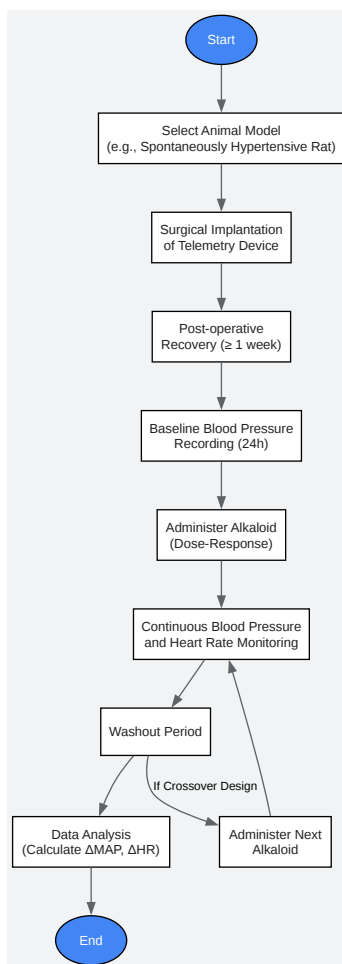 Start
Select Animal Model
(e.g., Spontaneously Hypertensive Rat)
Surgical Implantation
of Telemetry Device
Post-operative
Recovery (≥ 1 week)
Baseline Blood Pressure
Recording (24h)
Administer Alkaloid
(Dose-Response)
Continuous Blood Pressure
and Heart Rate Monitoring
Washout Period
If Crossover Design
Data Analysis
(Calculate ΔMAP, ΔHR)
Administer Next
Alkaloid
End